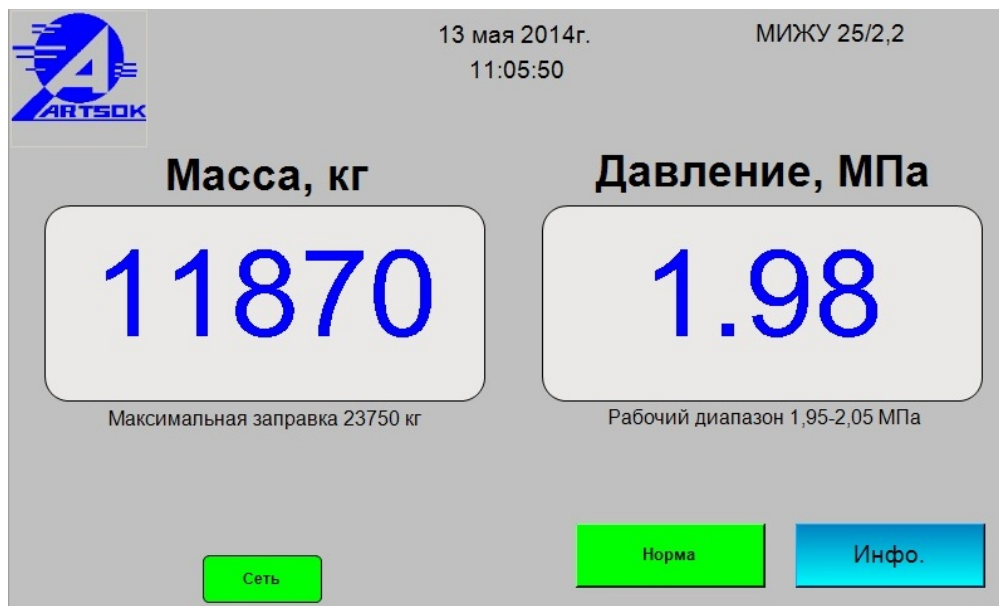 ARTSOK
13 мая 2014г.
11:05:50
МИЖУ 25/2,2
Масса, кг
11870
Максимальная заправка 23750 кг
Давление, МПа
1.98
Рабочий диапазон 1,95-2,05 МПа
Сеть
Норма
Инфо.